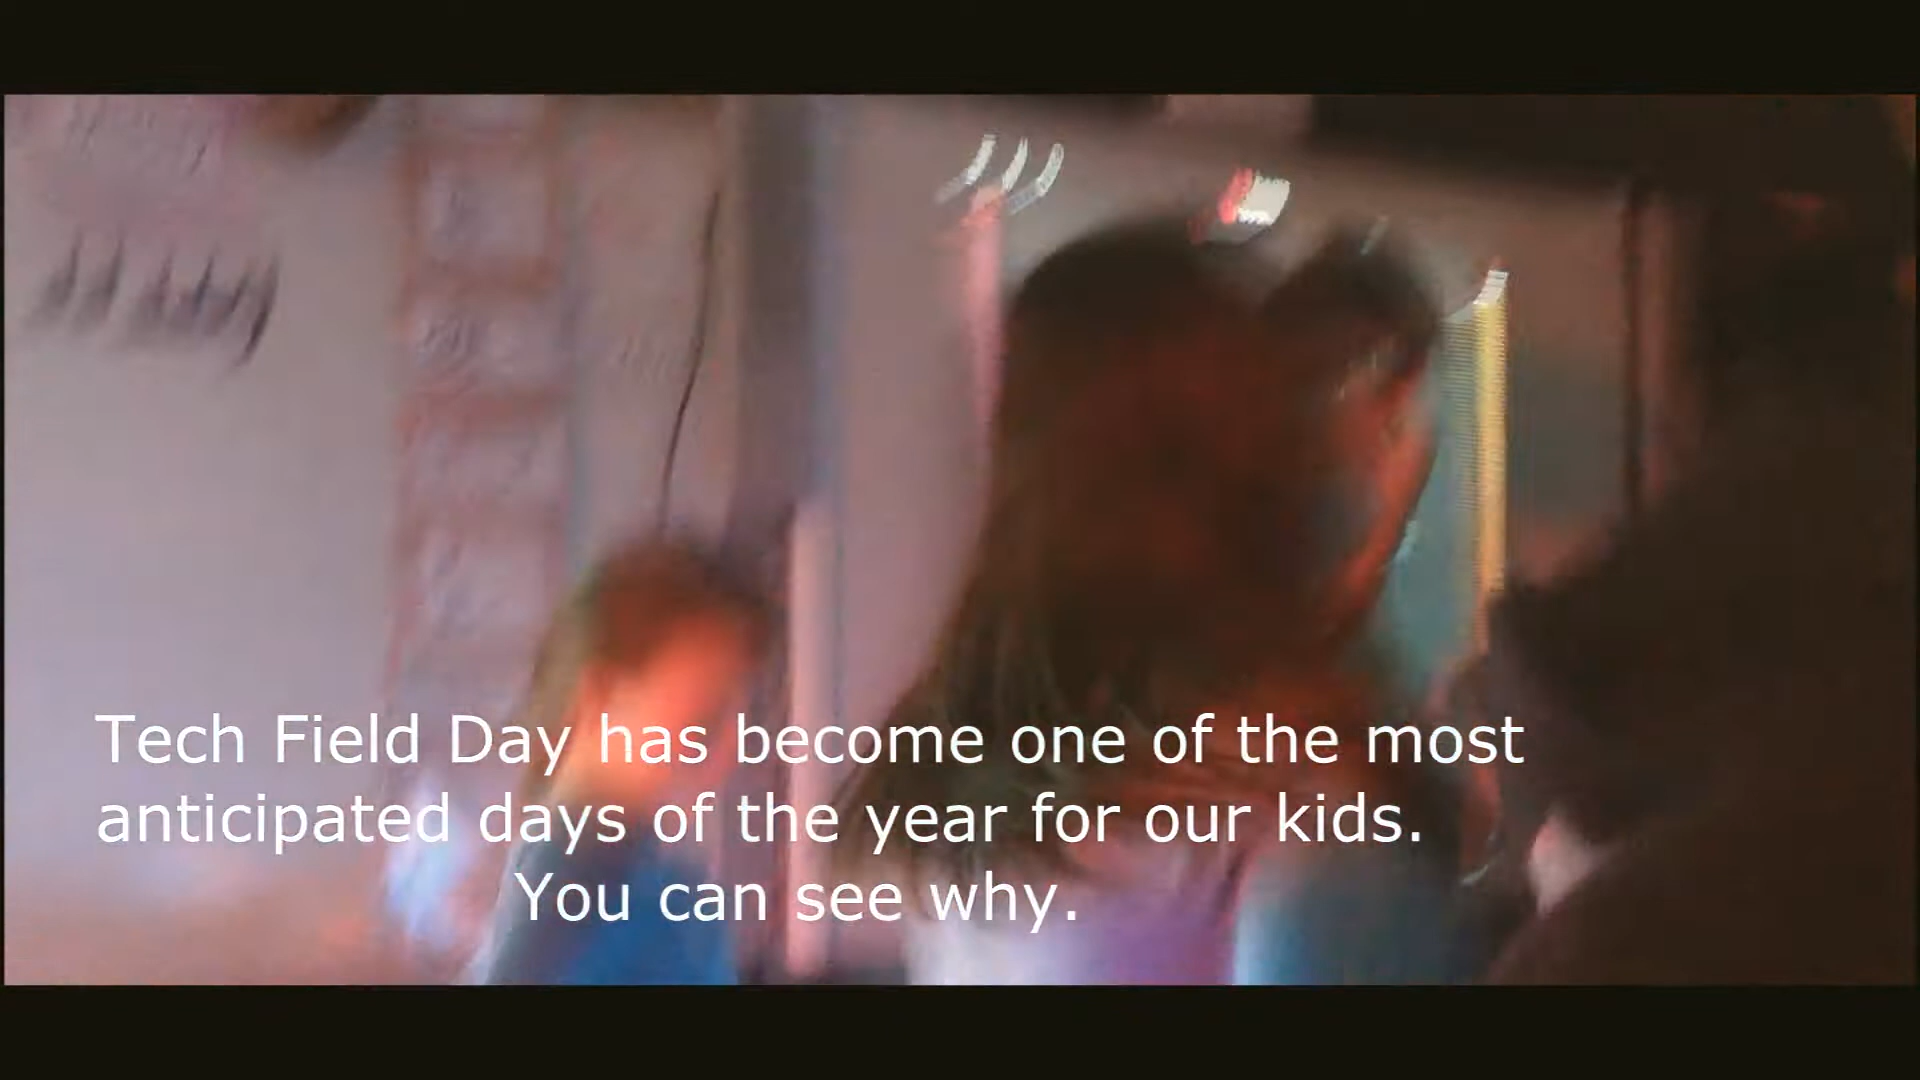 Tech Field Day has become one of the most
anticipated days of the year for our kids.
You can see why.